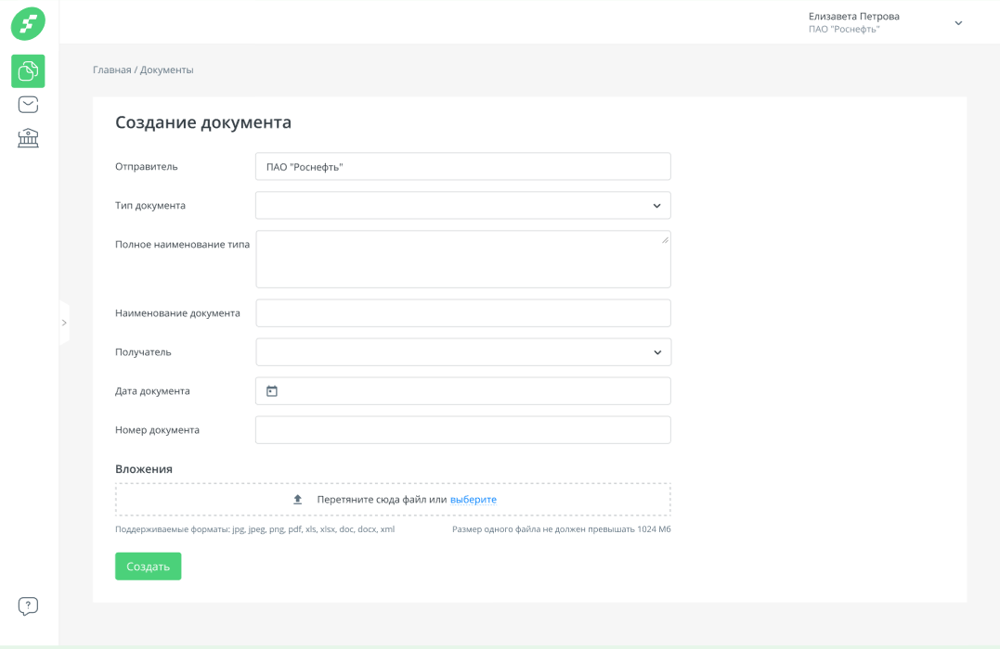 Елизавета Петрова
ПАО "Роснефть"
Главная / Документы
Создание документа
Отправитель
ПАО "Роснефть"
Тип документа
Полное наименование типа
Наименование документа
Получатель
Дата документа
Номер документа
Вложения
Перетяните сюда файл или выберите
Поддерживаемые форматы: jpg, jpeg, png, pdf, xls, xlsx, doc, docx, xml
Размер одного файла не должен превышать 1024 Мб
Создать
?